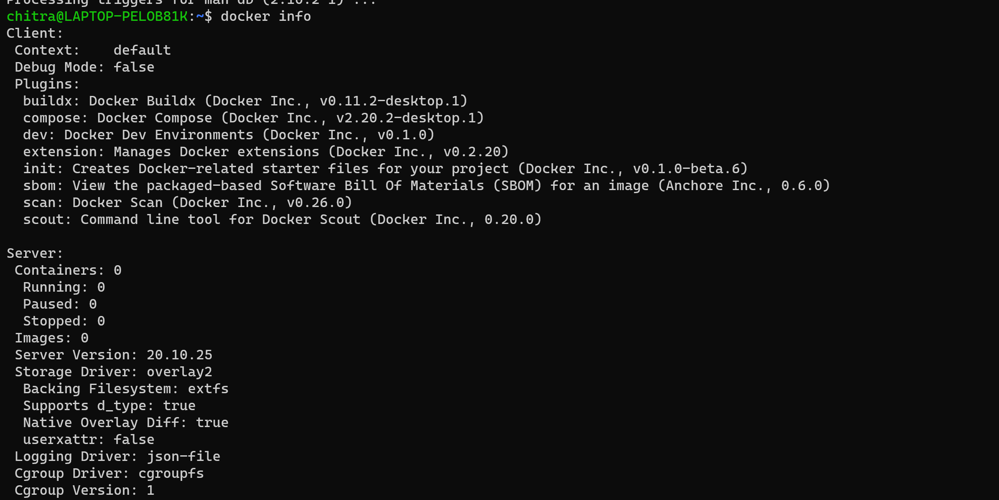 Processing triggers for man-db (2.10.2-1) ...
chitra@LAPTOP-PELOB81K:~$ docker info
Client:
 Context:    default
 Debug Mode: false
 Plugins:
  buildx: Docker Buildx (Docker Inc., v0.11.2-desktop.1)
  compose: Docker Compose (Docker Inc., v2.20.2-desktop.1)
  dev: Docker Dev Environments (Docker Inc., v0.1.0)
  extension: Manages Docker extensions (Docker Inc., v0.2.20)
  init: Creates Docker-related starter files for your project (Docker Inc., v0.1.0-beta.6)
  sbom: View the packaged-based Software Bill Of Materials (SBOM) for an image (Anchore Inc., 0.6.0)
  scan: Docker Scan (Docker Inc., v0.26.0)
  scout: Command line tool for Docker Scout (Docker Inc., 0.20.0)

Server:
 Containers: 0
  Running: 0
  Paused: 0
  Stopped: 0
 Images: 0
 Server Version: 20.10.25
 Storage Driver: overlay2
  Backing Filesystem: extfs
  Supports d_type: true
  Native Overlay Diff: true
  userxattr: false
 Logging Driver: json-file
 Cgroup Driver: cgroupfs
 Cgroup Version: 1